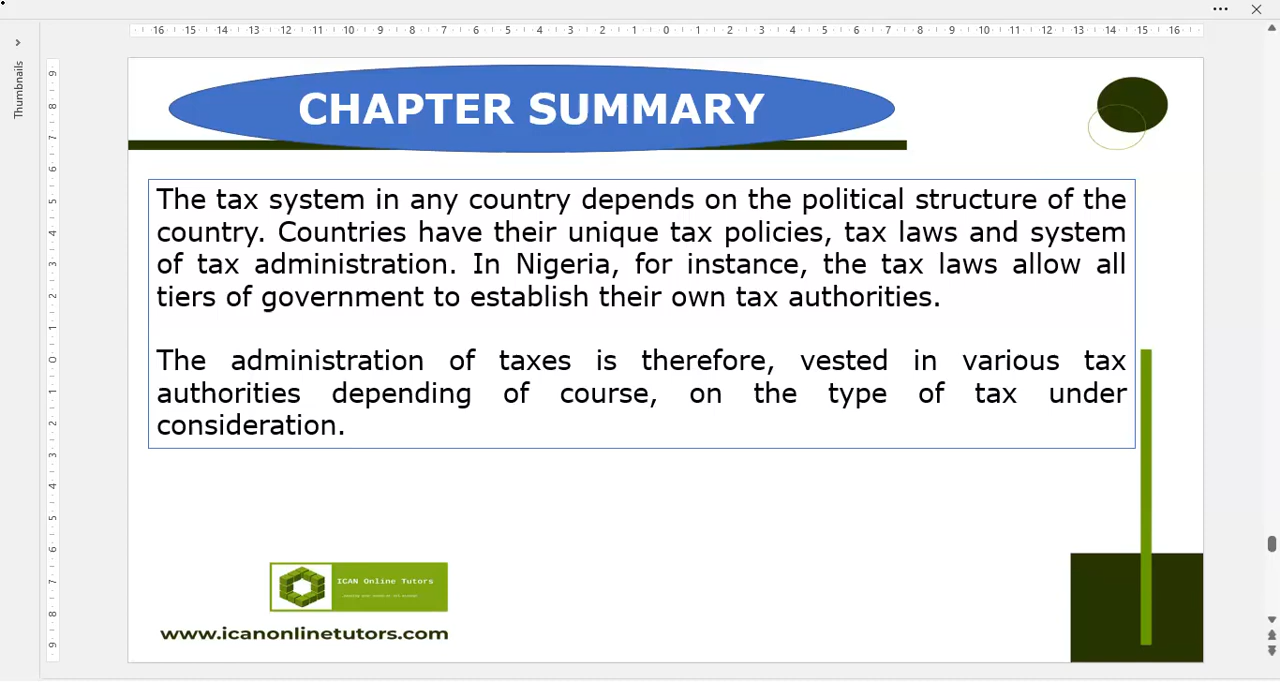 Thumbnails
CHAPTER SUMMARY
The tax system in any country depends on the political structure of the
country. Countries have their unique tax policies, tax laws and system
of tax administration. In Nigeria, for instance, the tax laws allow all
tiers of government to establish their own tax authorities.
The administration of taxes is therefore, vested in various tax
authorities depending of course, on the type of tax under
consideration.
ICAN Online Tutors
www.icanonlinetutors.com